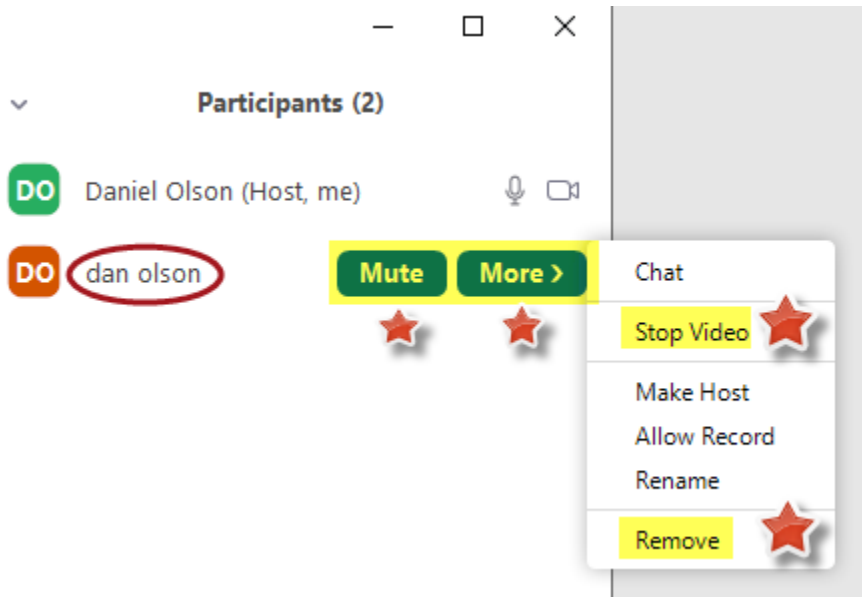 Participants (2)
DO Daniel Olson (Host, me)
DO dan olson Mute More > Chat
Stop Video
Make Host
Allow Record
Rename
Remove